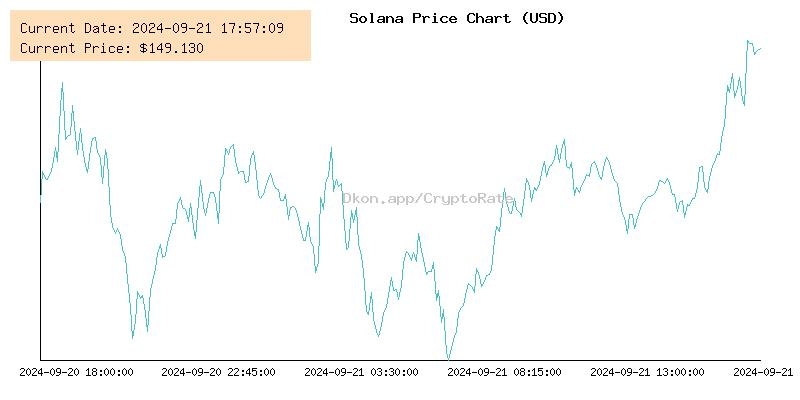 Solana Price Chart (USD)
Current Date: 2024-09-21 17:57:09
Current Price: $149.130
Okon.app/CryptoRate
2024-09-20 18:00:00
2024-09-20 22:45:00
2024-09-21 03:30:00
2024-09-21 08:15:00
2024-09-21 13:00:00
2024-09-21